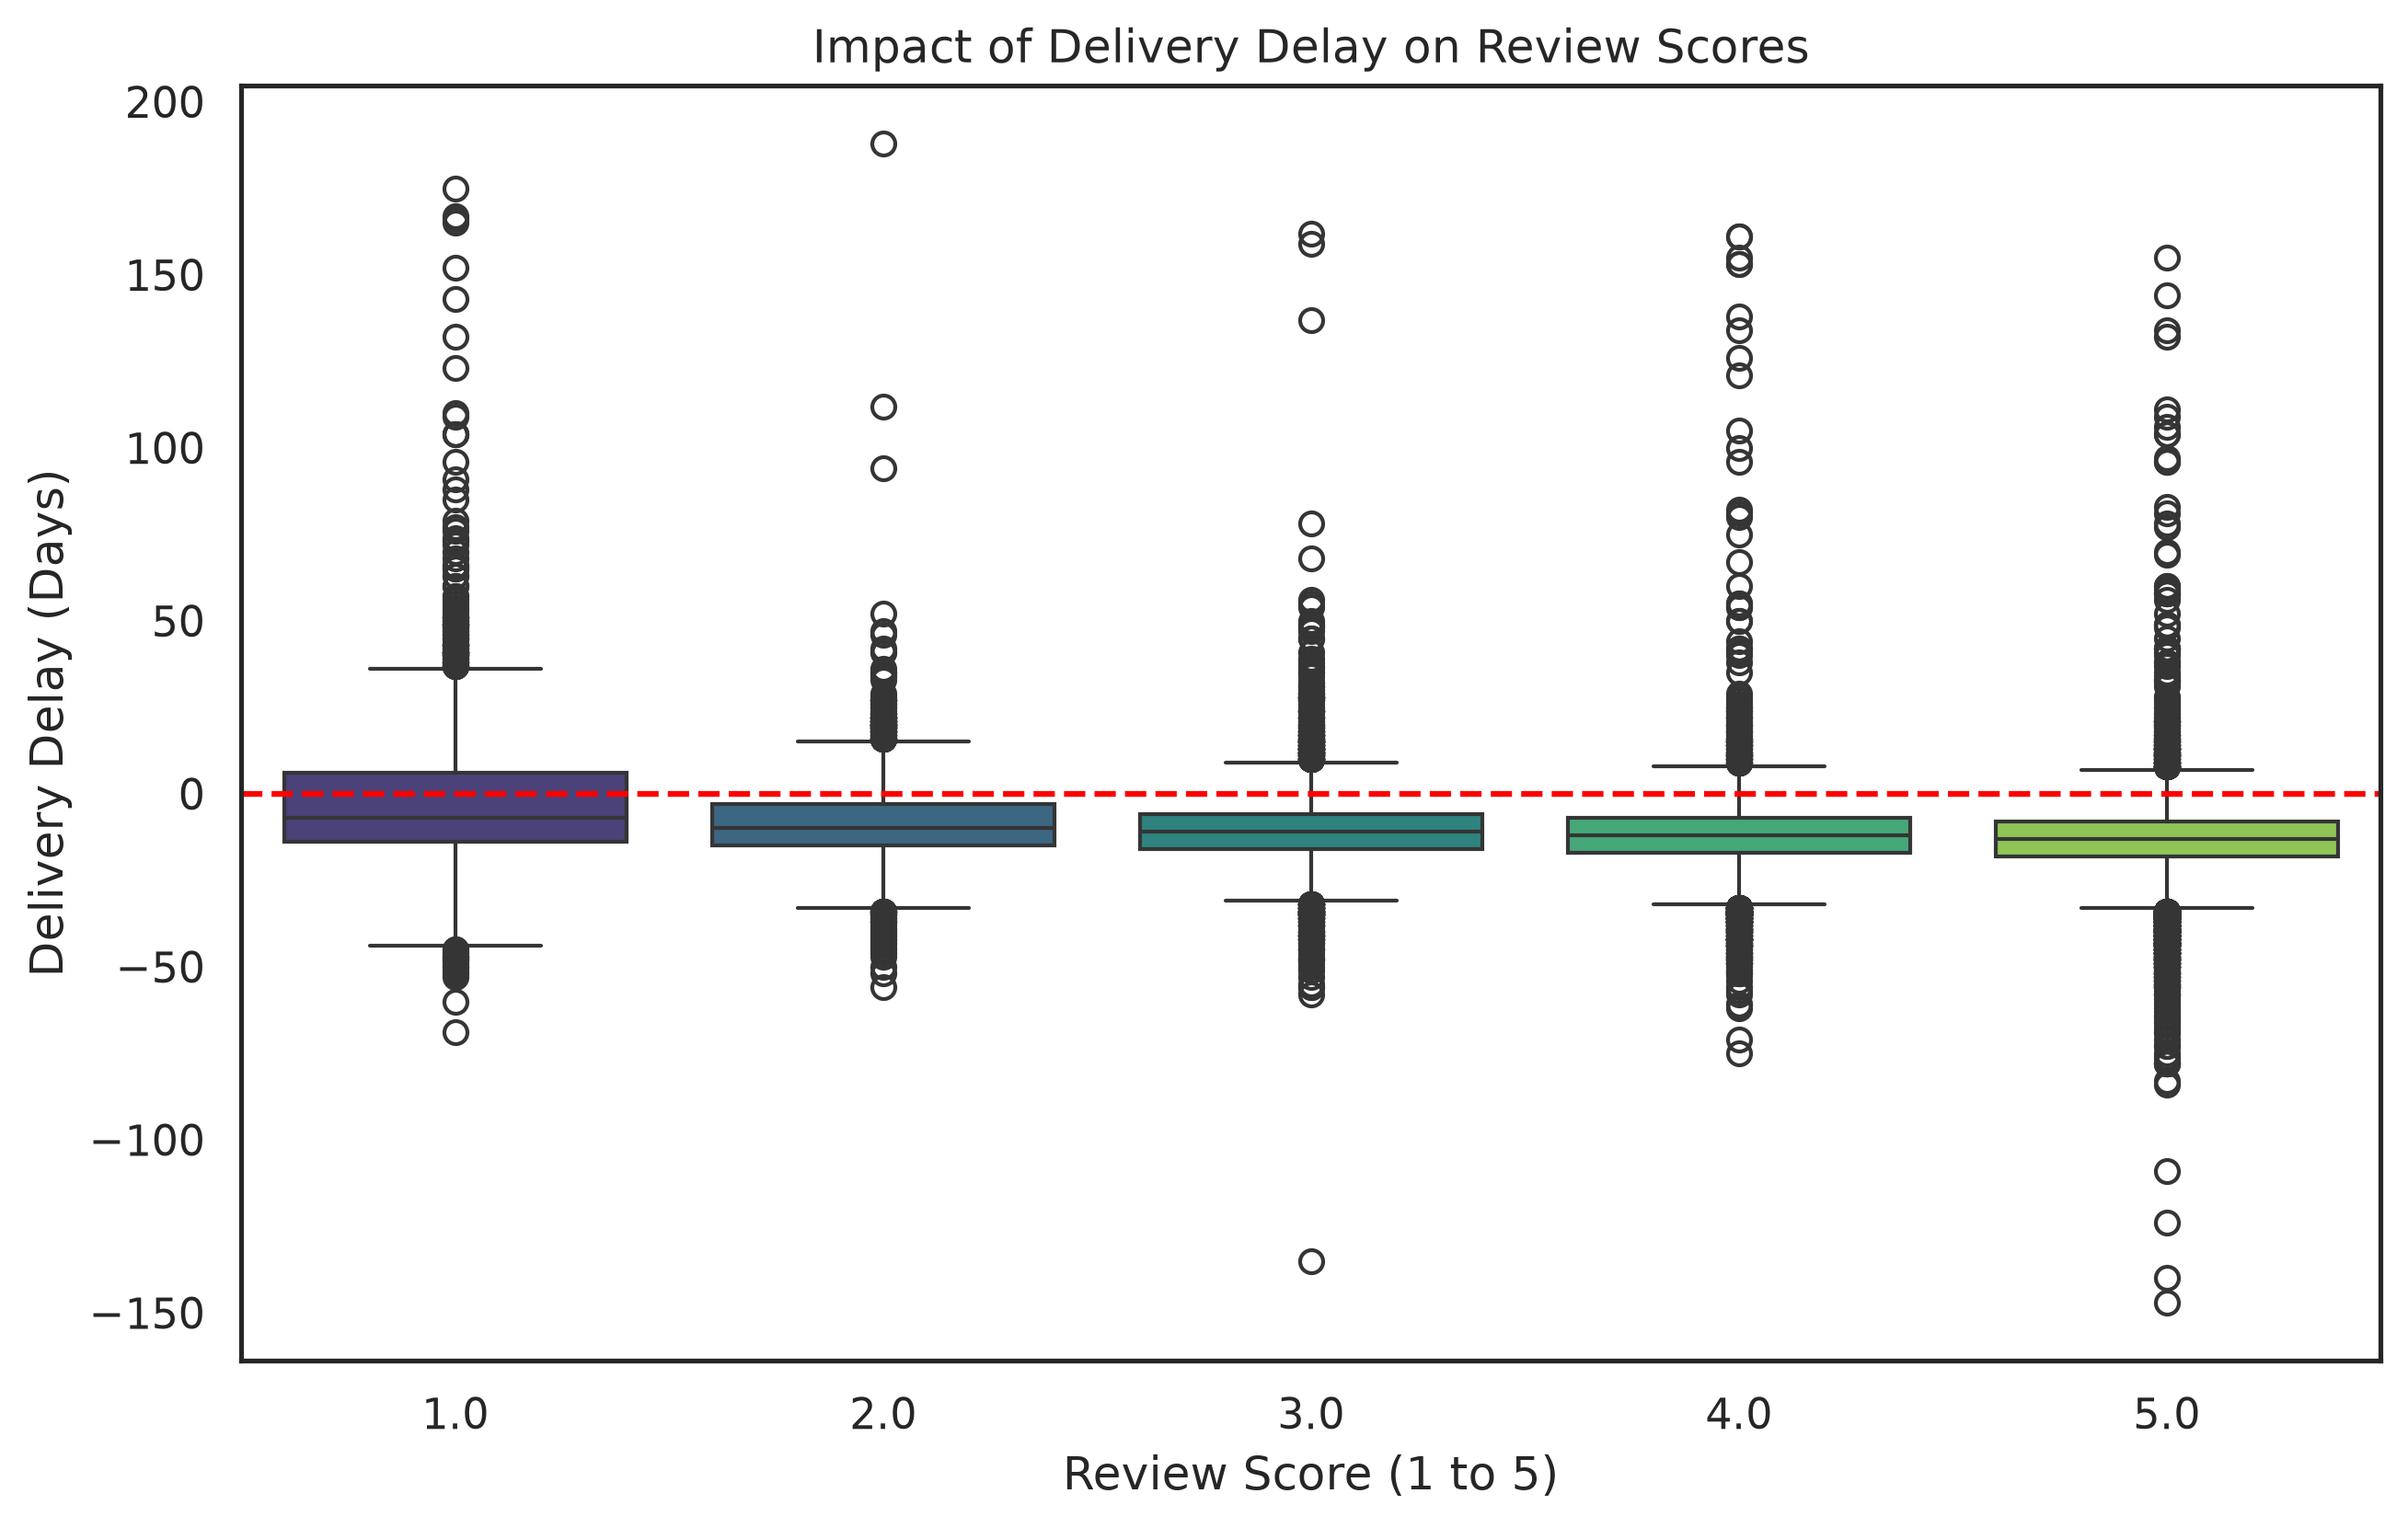 Impact of Delivery Delay on Review Scores
200
150
100
50
0
−50
−100
−150
Delivery Delay (Days)
1.0 2.0 3.0 4.0 5.0
Review Score (1 to 5)